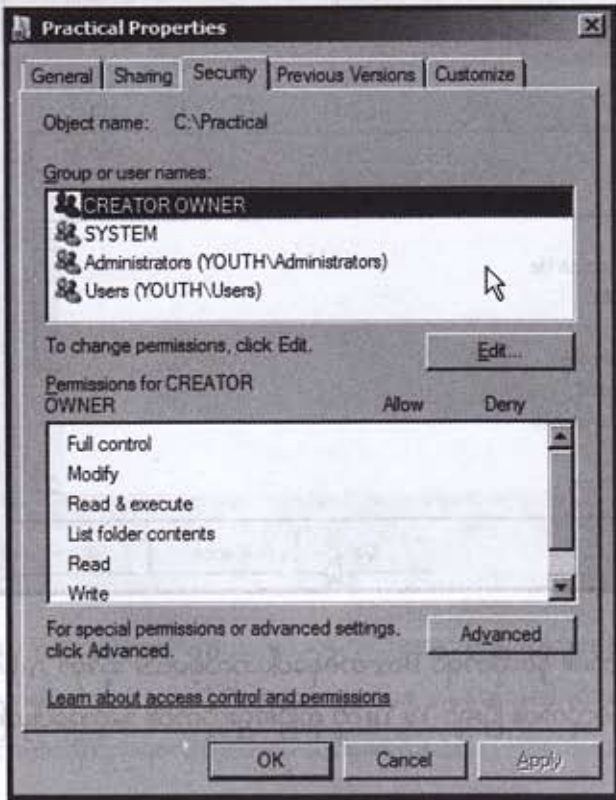 Practical Properties
General Sharing Security Previous Versions Customize
Object name: C:\Practical
Group or user names:
CREATOR OWNER
SYSTEM
Administrators (YOUTH\Administrators)
Users (YOUTH\Users)
To change permissions, click Edit.
Edit...
Permissions for CREATOR
OWNER Allow Deny
Full control
Modify
Read & execute
List folder contents
Read
Write
For special permissions or advanced settings,
click Advanced.
Advanced
Learn about access control and permissions
OK Cancel Apply